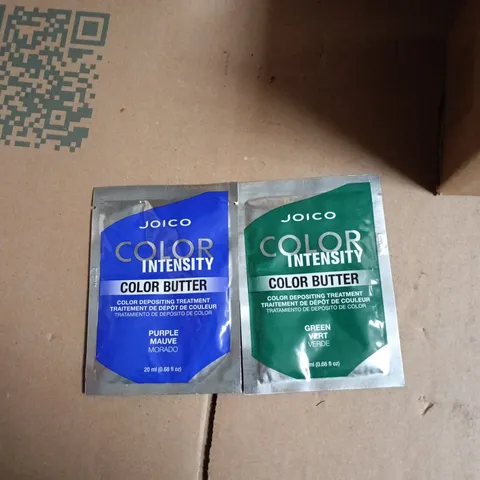 JOICO
COLOR
INTENSITY
COLOR BUTTER
COLOR DEPOSITING TREATMENT
TRAITEMENT DE DÉPÔT DE COULEUR
TRATAMIENTO DE DEPÓSITO DE COLOR
PURPLE
MAUVE
MORADO
20 ml (0.68 fl oz)
JOICO
COLOR
INTENSITY
COLOR BUTTER
COLOR DEPOSITING TREATMENT
TRAITEMENT DE DÉPÔT DE COULEUR
TRATAMIENTO DE DEPÓSITO DE COLOR
GREEN
VERT
VERDE
20 ml (0.68 fl oz)